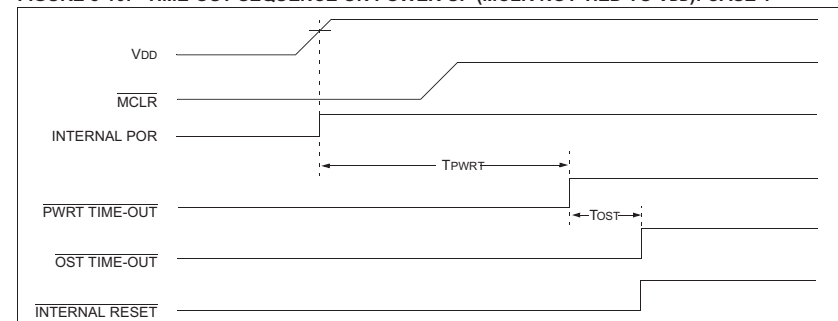 VDD
MCLR
INTERNAL POR
TPWRT
PWRT TIME-OUT
TOST
OST TIME-OUT
INTERNAL RESET